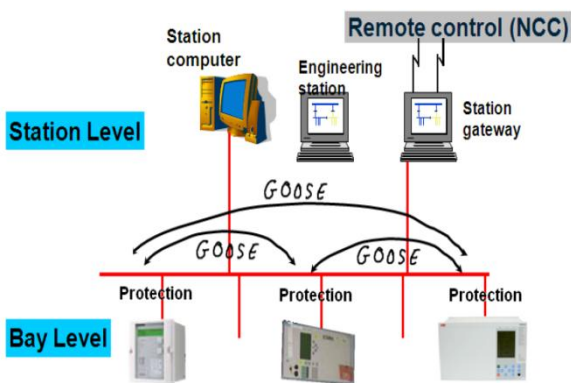 Remote control (NCC)
Station
computer
Engineering
station
Station
gateway
Station Level
GOOSE
GOOSE
GOOSE
Protection
Protection
Protection
Bay Level